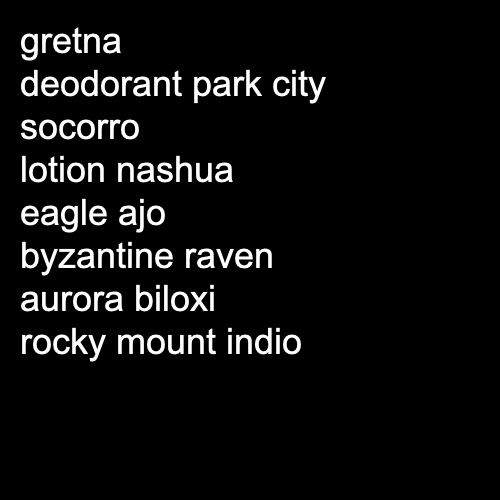 gretna
deodorant park city
socorro
lotion nashua
eagle ajo
byzantine raven
aurora biloxi
rocky mount indio